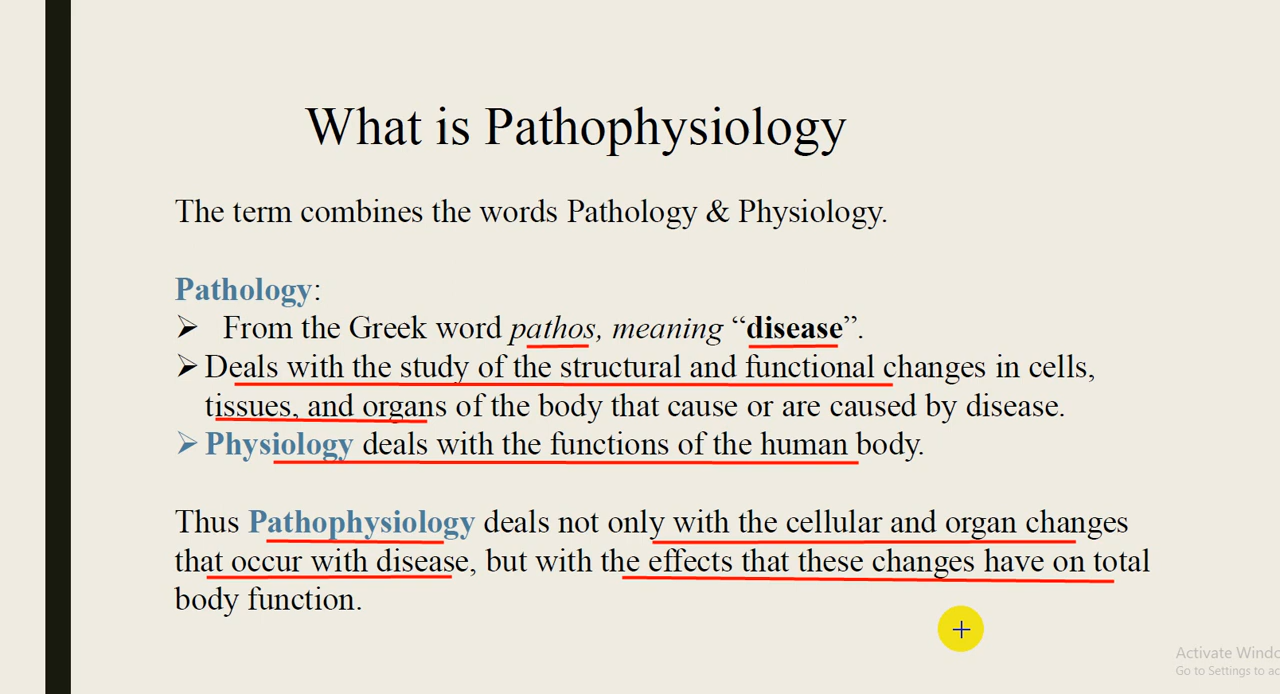 What is Pathophysiology
The term combines the words Pathology & Physiology.
Pathology:
➢ From the Greek word pathos, meaning “disease”.
➢ Deals with the study of the structural and functional changes in cells,
tissues, and organs of the body that cause or are caused by disease.
➢ Physiology deals with the functions of the human body.
Thus Pathophysiology deals not only with the cellular and organ changes
that occur with disease, but with the effects that these changes have on total
body function.
Activate Windo
Go to Settings to ac